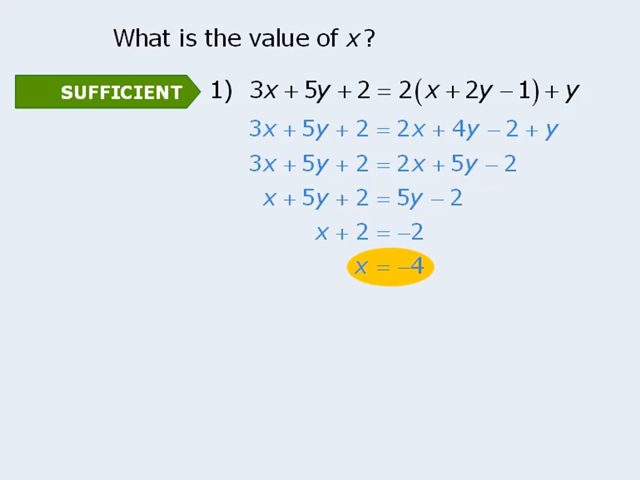 What is the value of x?
SUFFICIENT 1) 3x + 5y + 2 = 2(x + 2y − 1) + y
3x + 5y + 2 = 2x + 4y − 2 + y
3x + 5y + 2 = 2x + 5y − 2
x + 5y + 2 = 5y − 2
x + 2 = −2
x = −4